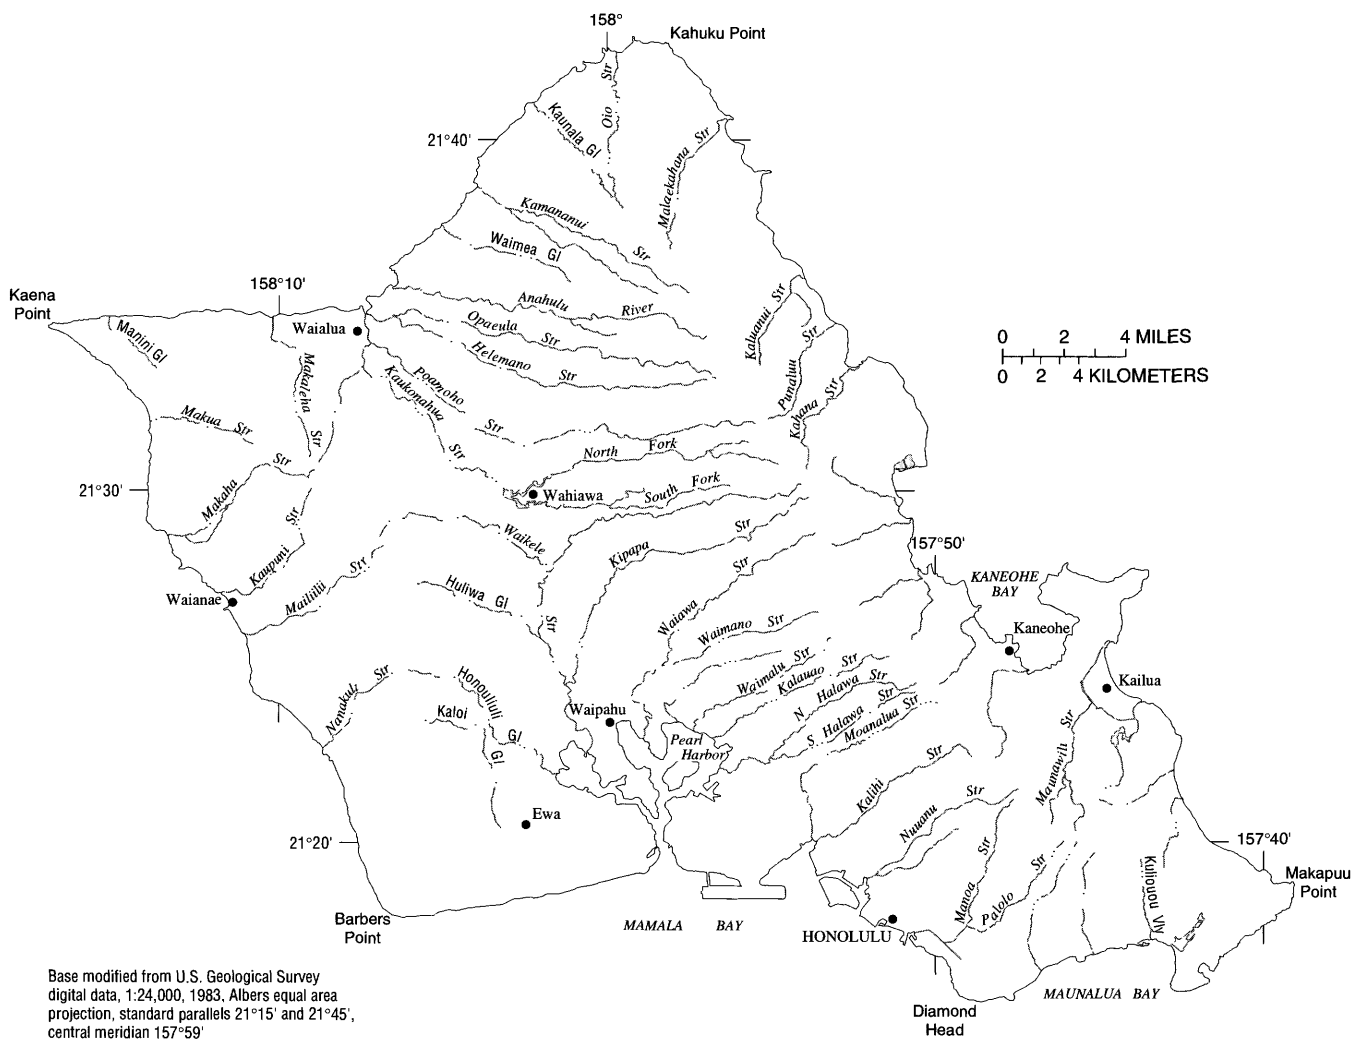 158°
Kahuku Point
Oio Str
Kaunala Gl
21°40'
Malaekahana Str
Kamananui Str
Waimea Gl
158°10'
Kaena
Point
Anahulu River
Waialua
Opaeula Str
Manini Gl
Makaleha Str
Helemano Str
Kaluanui Str
Punaluu Str
Kahana Str
0 2 4 MILES
0 2 4 KILOMETERS
Poamoho Str
Kaukonahua Str
Makua Str
North Fork
21°30'
Makaha Str
Wahiawa
South Fork
Waikele Str
Kipapa Str
157°50'
Kaupuni Str
Mailiilii Str
Huliwa Gl
Waianae
KANEOHE
BAY
Waiawa Str
Waimano Str
Kaneohe
Waimalu Str
Kalauao Str
Kailua
N Halawa Str
S Halawa Str
Moanalua Str
Nanakuli Str
Honouliuli Gl
Kaloi Gl
Waipahu
Pearl
Harbor
Maunawili Str
Kalihi Str
Nuuanu Str
Ewa
21°20'
157°40'
Manoa Str
Palolo Str
Kuliouou Vly
Makapuu
Point
Barbers
Point
MAMALA BAY
HONOLULU
MAUNALUA BAY
Diamond
Head
Base modified from U.S. Geological Survey
digital data, 1:24,000, 1983, Albers equal area
projection, standard parallels 21°15' and 21°45',
central meridian 157°59'